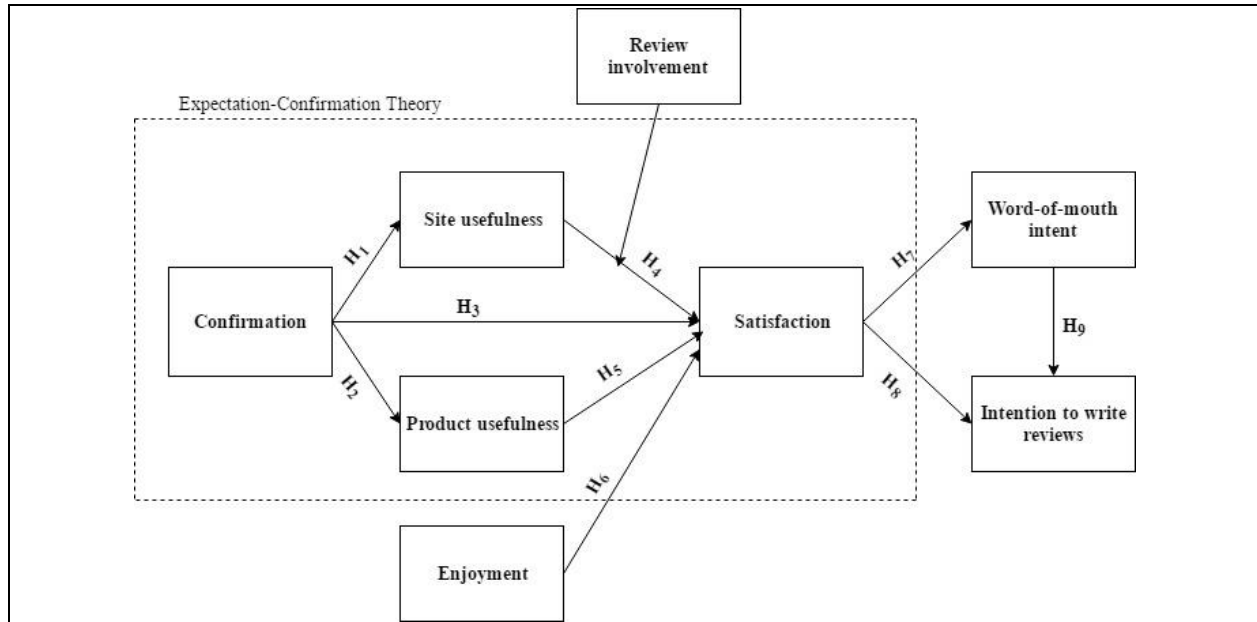 Review
involvement
Expectation-Confirmation Theory
Site usefulness
Word-of-mouth
intent
H1
H4
H7
Confirmation
H3
Satisfaction
H9
H2
H5
H8
Product usefulness
Intention to write
reviews
H6
Enjoyment